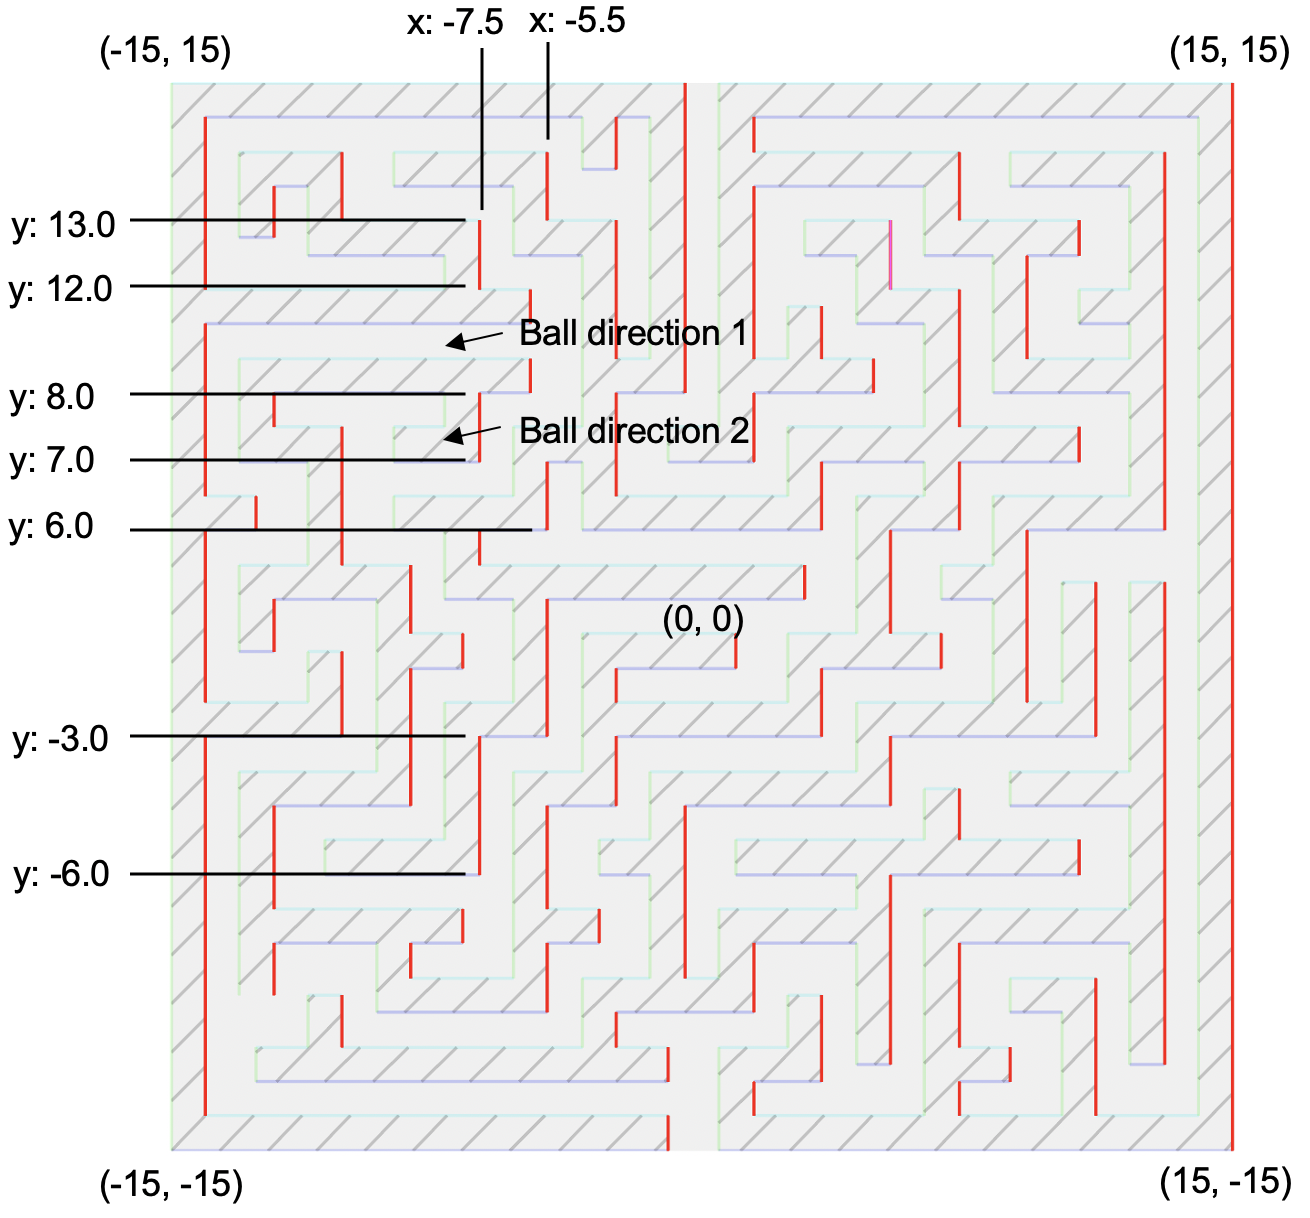 x: -7.5 x: -5.5
(-15, 15) (15, 15)
y: 13.0
y: 12.0
Ball direction 1
y: 8.0
Ball direction 2
y: 7.0
y: 6.0
(0, 0)
y: -3.0
y: -6.0
(-15, -15) (15, -15)